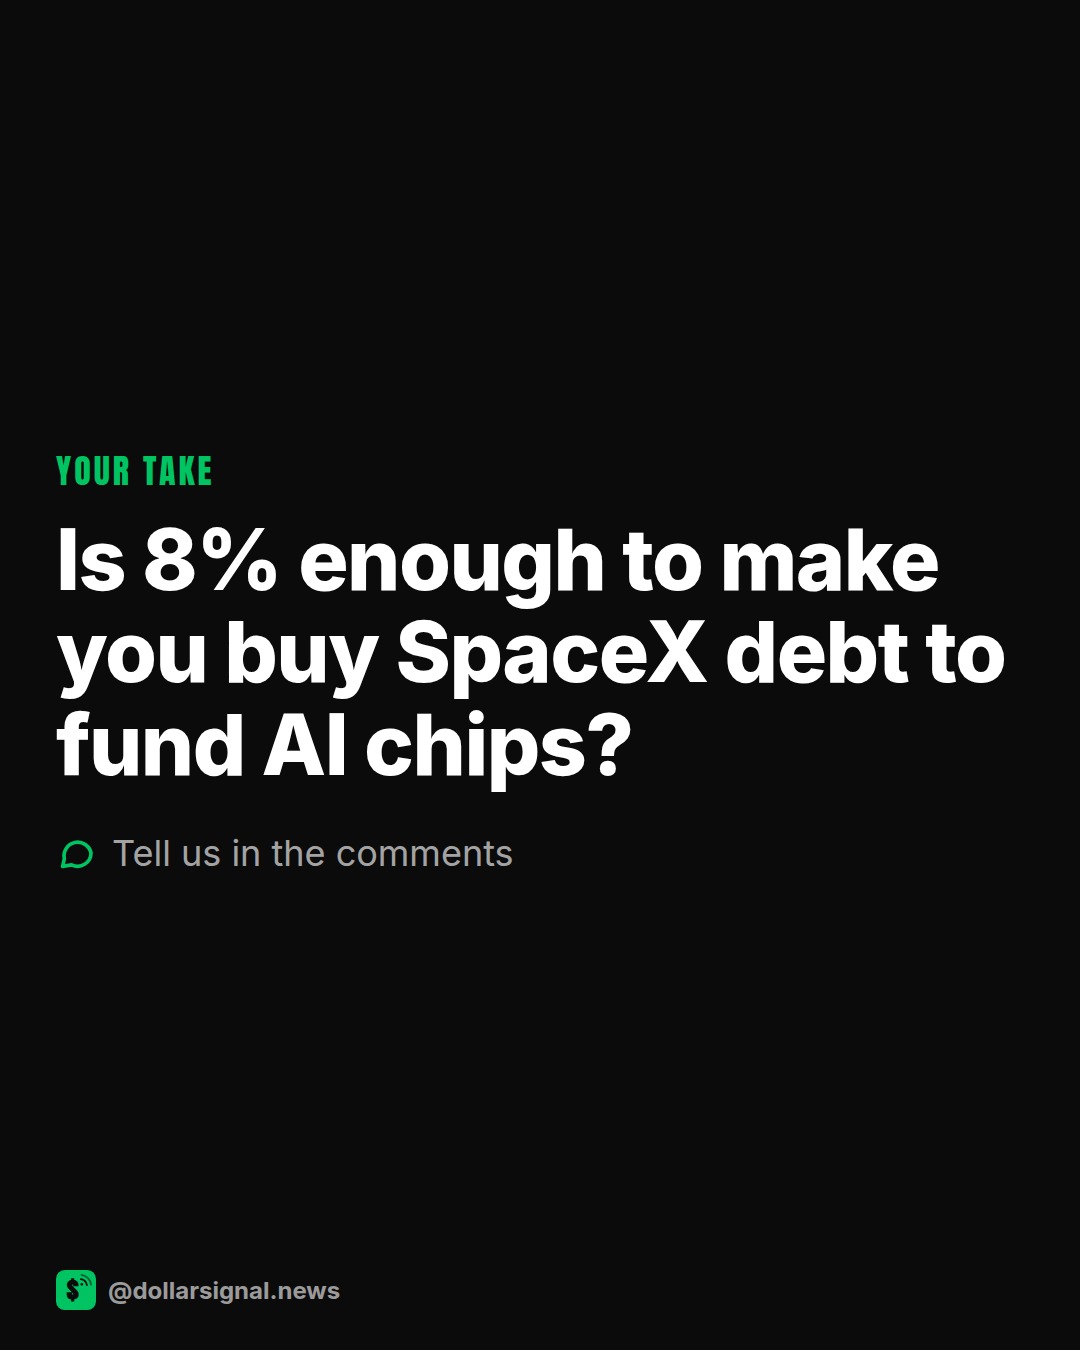 YOUR TAKE
Is 8% enough to make
you buy SpaceX debt to
fund AI chips?
Tell us in the comments
$ @dollarsignal.news